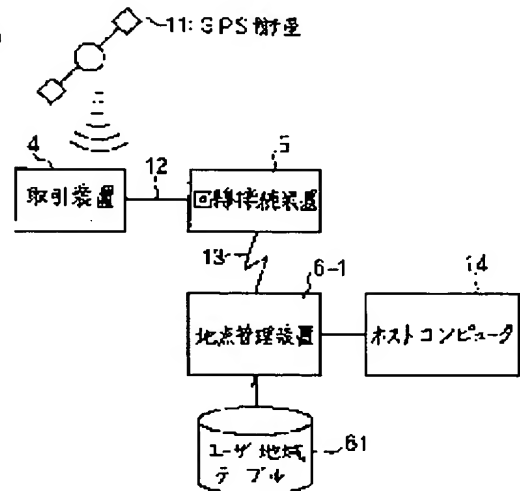 11:GPS衛星
4
取引装置
12
5
回線接続装置
13
6-1
地点管理装置
14
ホストコンピュータ
ユーザ地域
テーブル
61